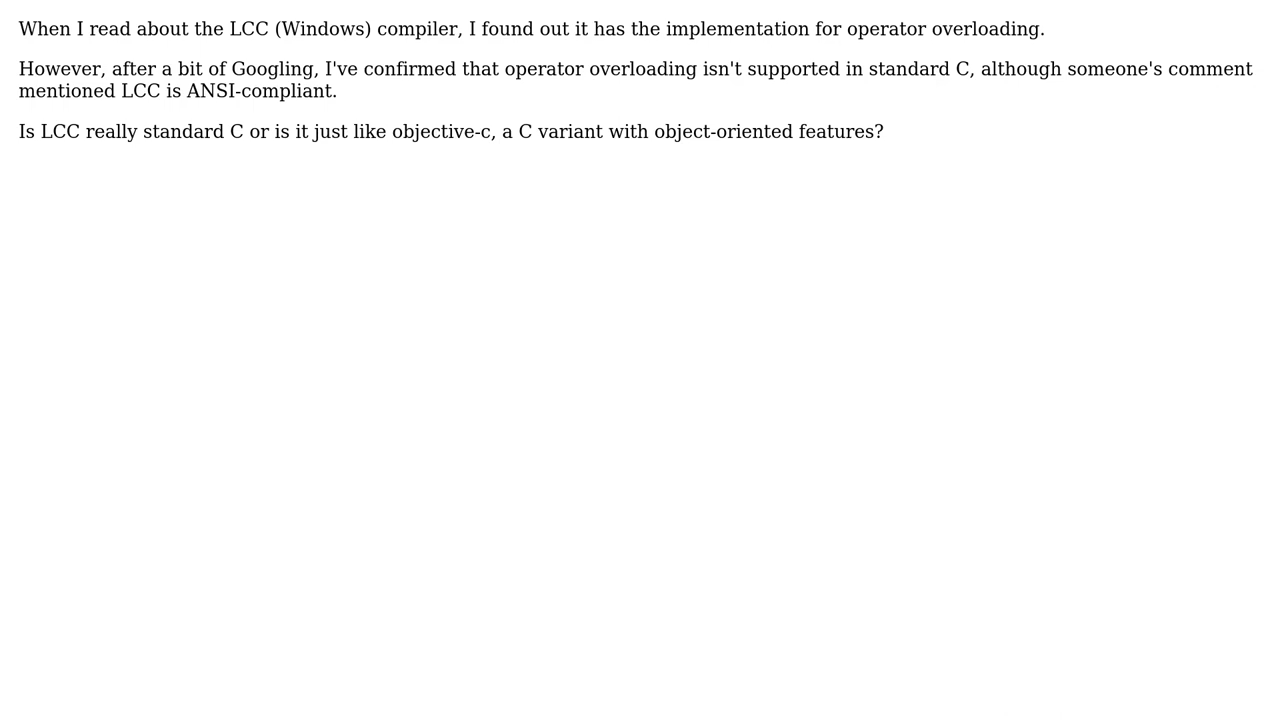 When I read about the LCC (Windows) compiler, I found out it has the implementation for operator overloading.
However, after a bit of Googling, I've confirmed that operator overloading isn't supported in standard C, although someone's comment
mentioned LCC is ANSI-compliant.
Is LCC really standard C or is it just like objective-c, a C variant with object-oriented features?